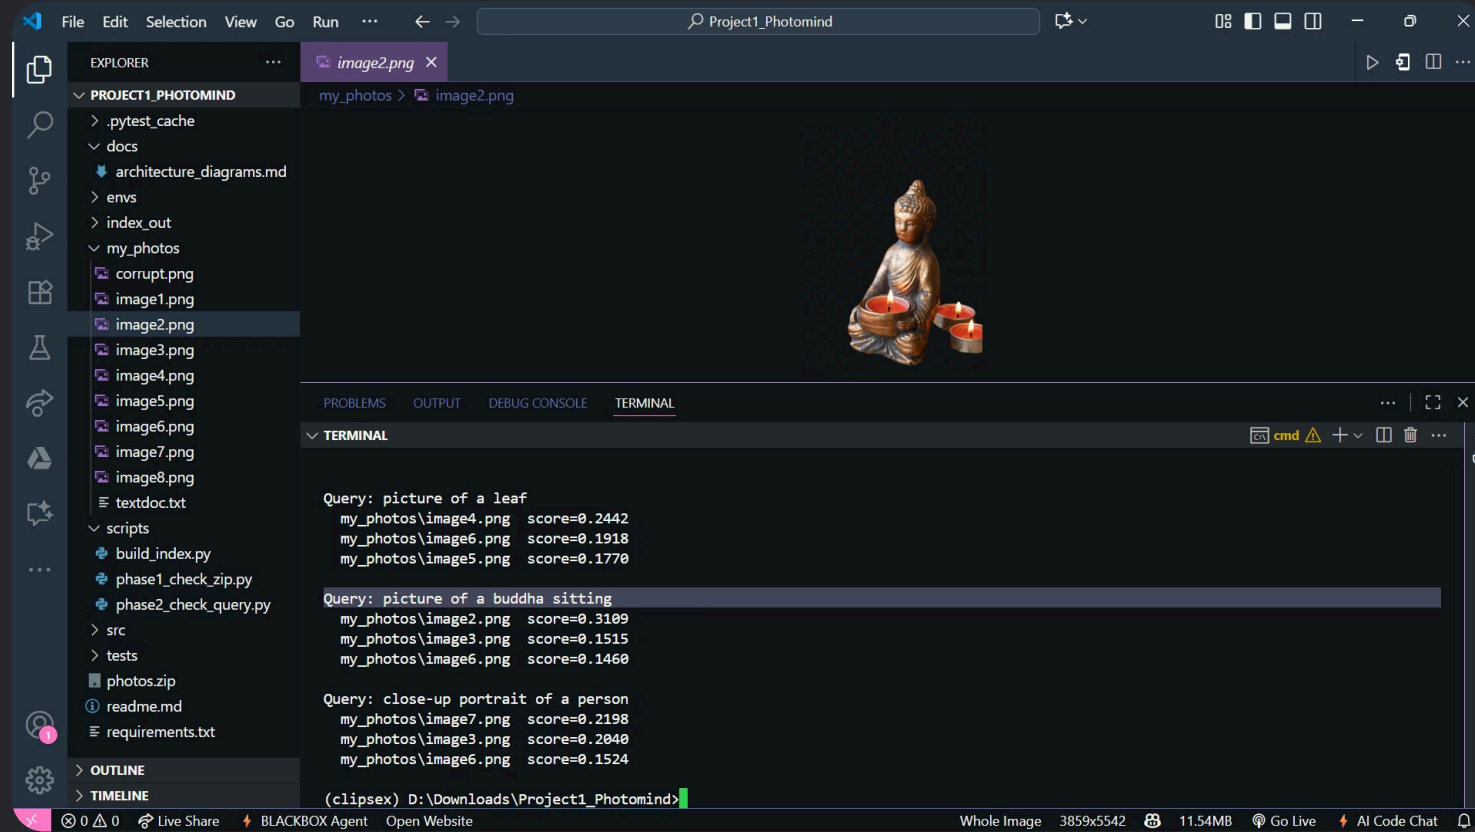 File Edit Selection View Go Run ··· Project1_Photomind
EXPLORER ···
PROJECT1_PHOTOMIND
.pytest_cache
docs
architecture_diagrams.md
envs
index_out
my_photos
corrupt.png
image1.png
image2.png
image3.png
image4.png
image5.png
image6.png
image7.png
image8.png
textdoc.txt
scripts
build_index.py
phase1_check_zip.py
phase2_check_query.py
src
tests
photos.zip
readme.md
requirements.txt
OUTLINE
TIMELINE
1
image2.png
my_photos > image2.png
PROBLEMS OUTPUT DEBUG CONSOLE TERMINAL
TERMINAL
cmd
Query: picture of a leaf
my_photos\image4.png score=0.2442
my_photos\image6.png score=0.1918
my_photos\image5.png score=0.1770
Query: picture of a buddha sitting
my_photos\image2.png score=0.3109
my_photos\image3.png score=0.1515
my_photos\image6.png score=0.1460
Query: close-up portrait of a person
my_photos\image7.png score=0.2198
my_photos\image3.png score=0.2040
my_photos\image6.png score=0.1524
(clipsex) D:\Downloads\Project1_Photomind>
0 0 Live Share BLACKBOX Agent Open Website Whole Image 3859x5542 11.54MB Go Live AI Code Chat